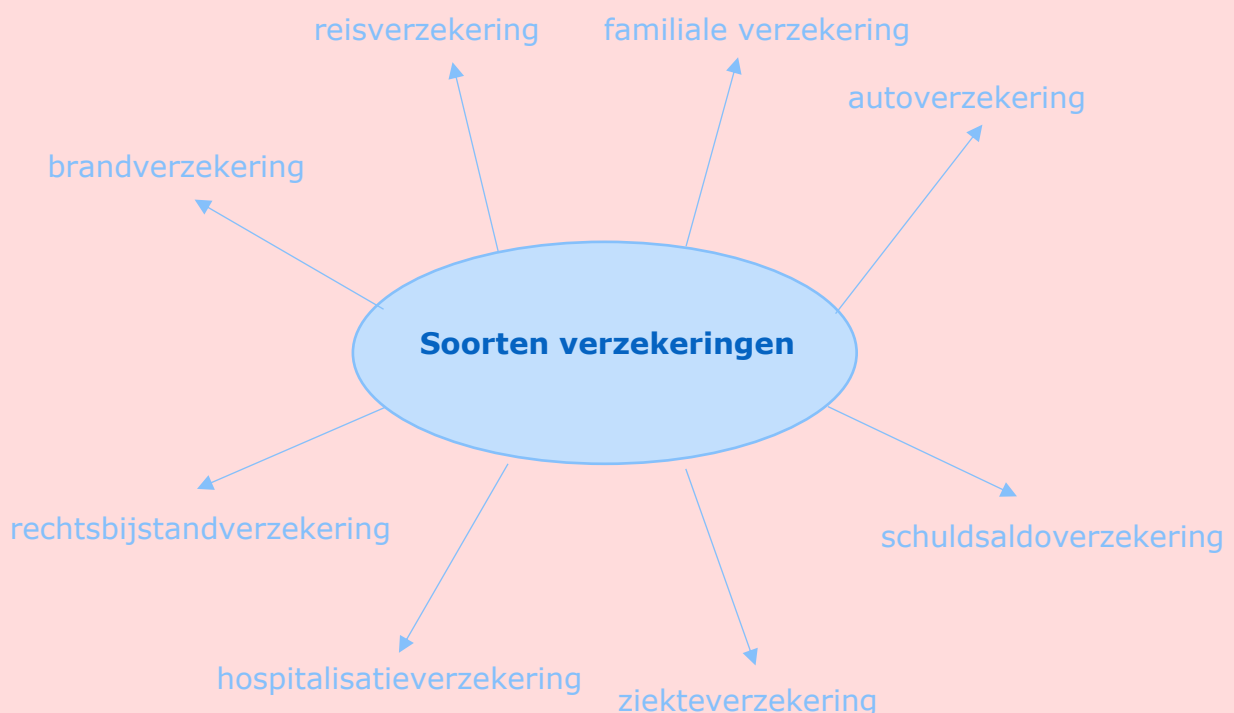 reisverzekering
familiale verzekering
autoverzekering
brandverzekering
Soorten verzekeringen
rechtsbijstandverzekering
schuldsaldoverzekering
hospitalisatieverzekering
ziekteverzekering